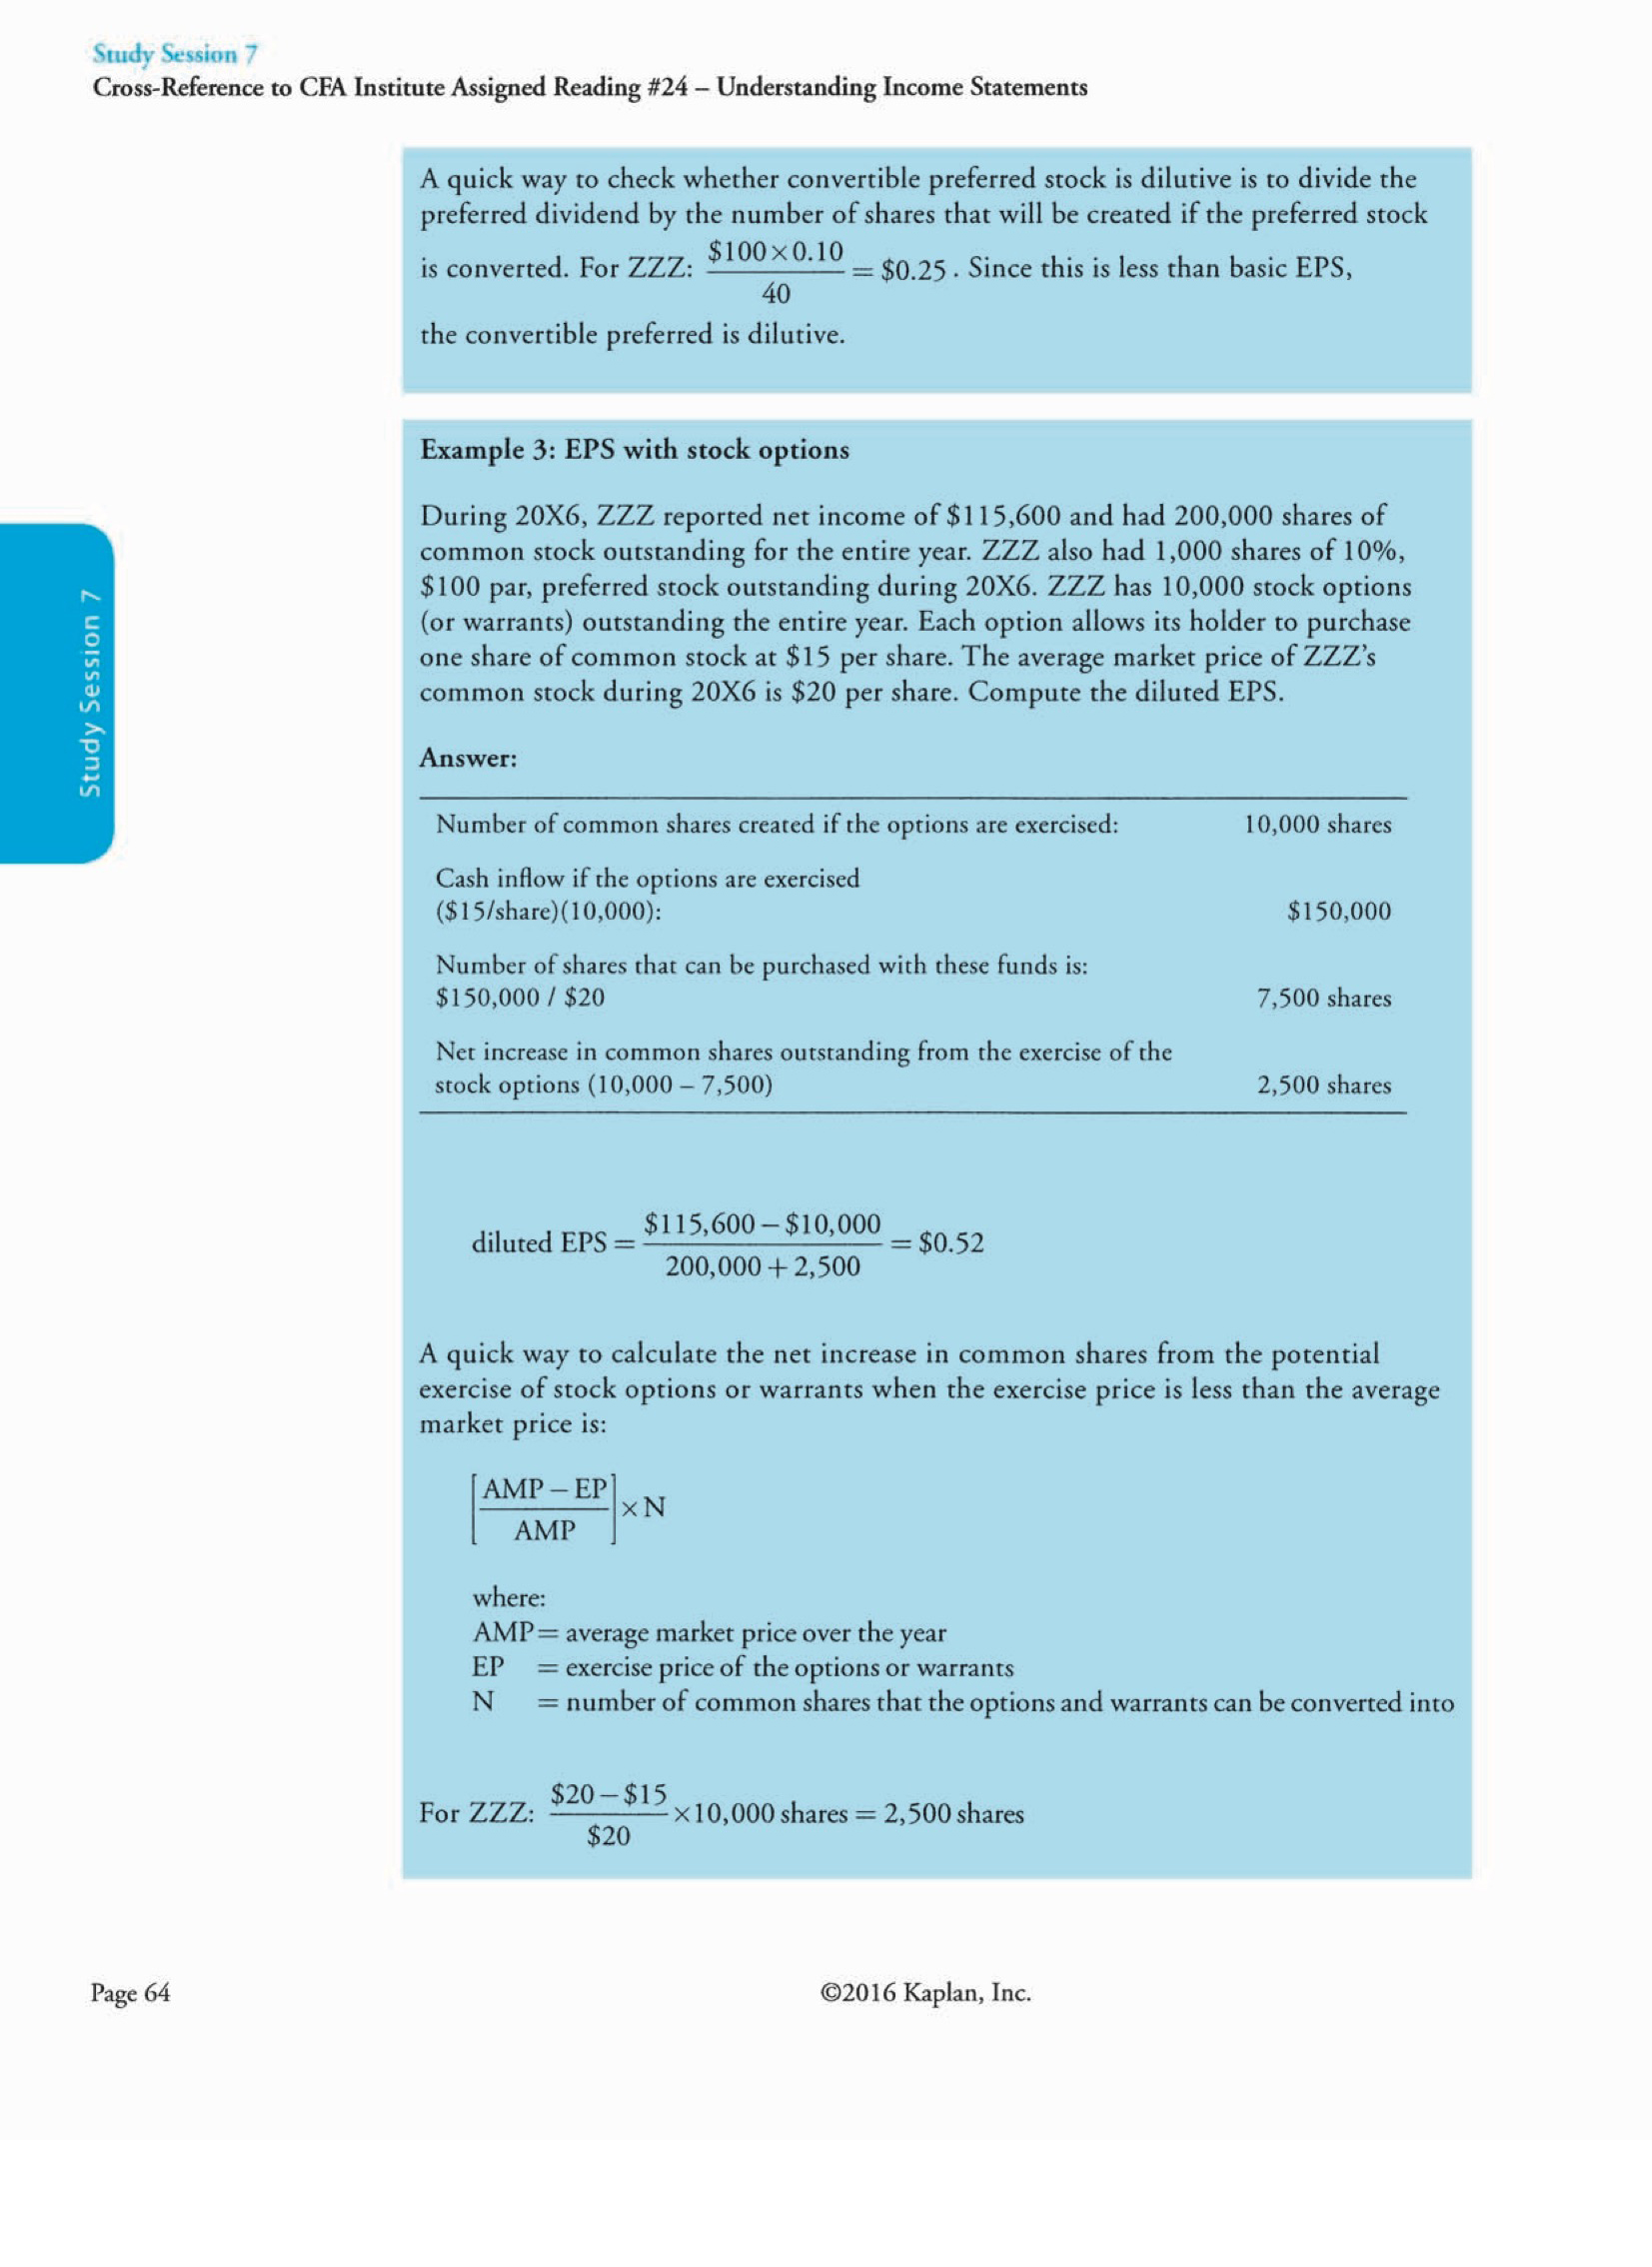 Study Session 7
Cross-Reference to CFA Institute Assigned Reading #24 – Understanding Income Statements
A quick way to check whether convertible preferred stock is dilutive is to divide the
preferred dividend by the number of shares that will be created if the preferred stock
is converted. For ZZZ: $100×0.10 / 40 = $0.25. Since this is less than basic EPS,
the convertible preferred is dilutive.
Example 3: EPS with stock options
During 20X6, ZZZ reported net income of $115,600 and had 200,000 shares of
common stock outstanding for the entire year. ZZZ also had 1,000 shares of 10%,
$100 par, preferred stock outstanding during 20X6. ZZZ has 10,000 stock options
(or warrants) outstanding the entire year. Each option allows its holder to purchase
one share of common stock at $15 per share. The average market price of ZZZ's
common stock during 20X6 is $20 per share. Compute the diluted EPS.
Study Session 7
Answer:
Number of common shares created if the options are exercised: 10,000 shares
Cash inflow if the options are exercised
($15/share)(10,000): $150,000
Number of shares that can be purchased with these funds is:
$150,000 / $20 7,500 shares
Net increase in common shares outstanding from the exercise of the
stock options (10,000 – 7,500) 2,500 shares
diluted EPS = $115,600 – $10,000 / 200,000 + 2,500 = $0.52
A quick way to calculate the net increase in common shares from the potential
exercise of stock options or warrants when the exercise price is less than the average
market price is:
[AMP – EP / AMP] × N
where:
AMP = average market price over the year
EP = exercise price of the options or warrants
N = number of common shares that the options and warrants can be converted into
For ZZZ: $20 – $15 / $20 ×10,000 shares = 2,500 shares
Page 64
©2016 Kaplan, Inc.